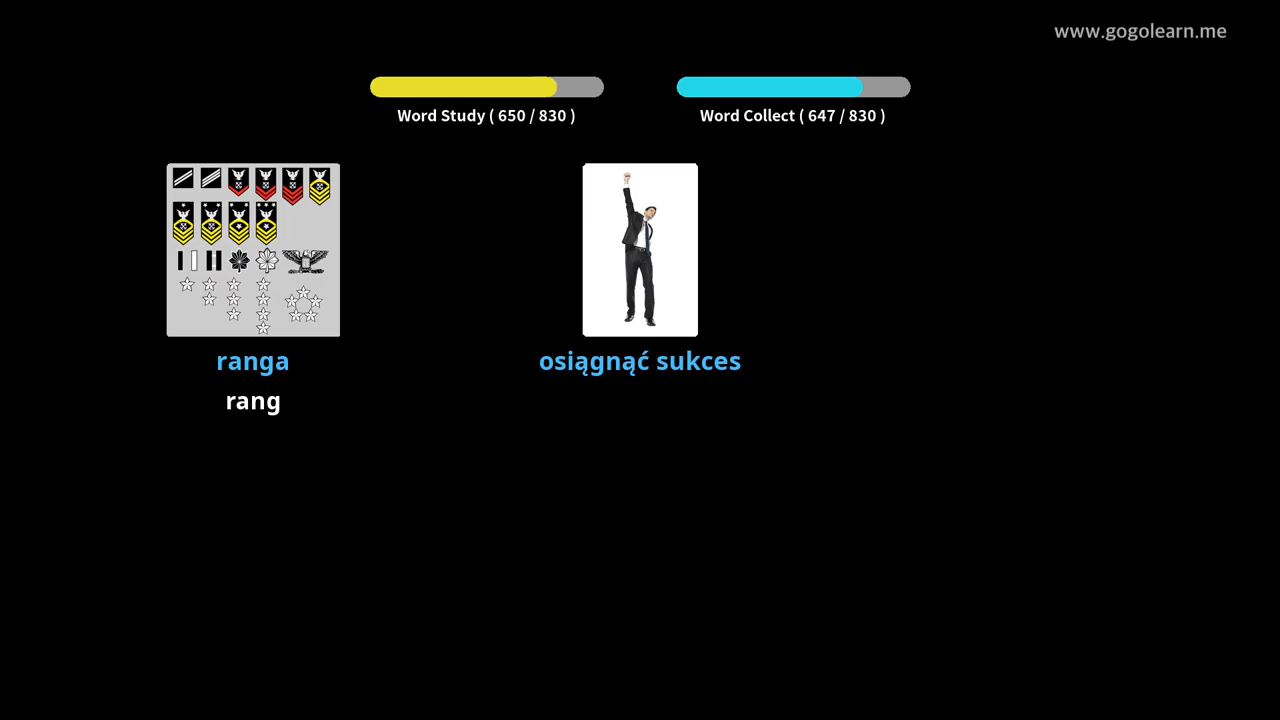 www.gogolearn.me
Word Study ( 650 / 830 )
Word Collect ( 647 / 830 )
ranga
osiągnąć sukces
rang